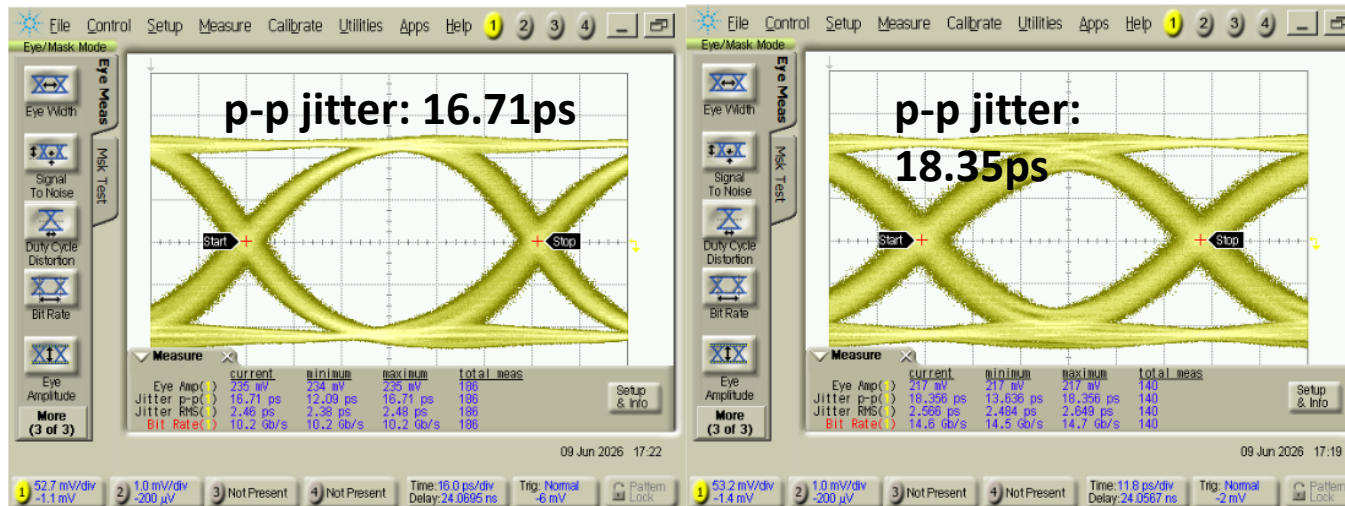 File Control Setup Measure Calibrate Utilities Apps Help 1 2 3 4
Eye/Mask Mode
Eye Meas
Msk Test
Eye Width
Signal
To Noise
Duty Cycle
Distortion
Bit Rate
Eye
Amplitude
More
(3 of 3)
p-p jitter: 16.71ps
Start
Stop
Measure
current minimum maximum total meas
Eye Amp(1) 235 mV 234 mV 235 mV 186
Jitter p-p(1) 16.71 ps 12.09 ps 16.71 ps 186
Jitter RMS(1) 2.46 ps 2.38 ps 2.48 ps 186
Bit Rate(1) 10.2 Gb/s 10.2 Gb/s 10.2 Gb/s 186
Setup
& Info
09 Jun 2026 17:22
1 52.7 mV/div
-1.1 mV
2 1.0 mV/div
-200 µV
3 Not Present
4 Not Present
Time:16.0 ps/div
Delay:24.0695 ns
Trig: Normal
-6 mV
Pattern
Lock
File Control Setup Measure Calibrate Utilities Apps Help 1 2 3 4
Eye/Mask Mode
Eye Meas
Msk Test
Eye Width
Signal
To Noise
Duty Cycle
Distortion
Bit Rate
Eye
Amplitude
More
(3 of 3)
p-p jitter:
18.35ps
Start
Stop
Measure
current minimum maximum total meas
Eye Amp(1) 217 mV 217 mV 217 mV 140
Jitter p-p(1) 18.356 ps 13.636 ps 18.356 ps 140
Jitter RMS(1) 2.566 ps 2.484 ps 2.649 ps 140
Bit Rate(1) 14.6 Gb/s 14.5 Gb/s 14.7 Gb/s 140
Setup
& Info
09 Jun 2026 17:19
1 53.2 mV/div
-1.4 mV
2 1.0 mV/div
-200 µV
3 Not Present
4 Not Present
Time:11.8 ps/div
Delay:24.0567 ns
Trig: Normal
-2 mV
Pattern
Lock